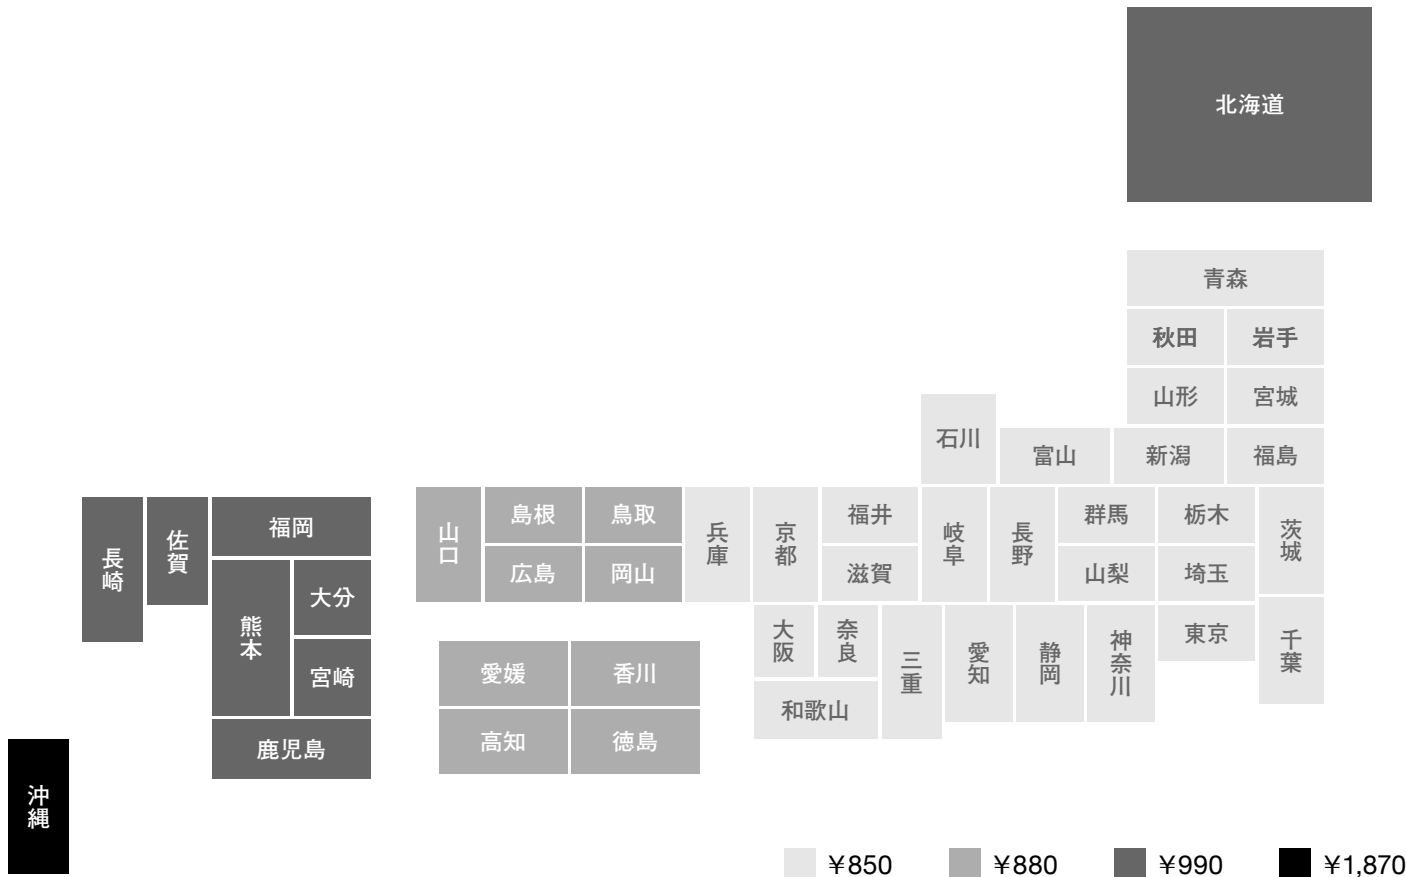 北海道
青森
秋田
岩手
山形
宮城
石川
富山
新潟
福島
長崎
佐賀
福岡
山口
島根
鳥取
兵庫
京都
福井
岐阜
長野
群馬
栃木
茨城
広島
岡山
滋賀
山梨
埼玉
熊本
大分
宮崎
鹿児島
愛媛
香川
高知
徳島
大阪
奈良
三重
愛知
静岡
神奈川
東京
千葉
和歌山
沖縄
¥850
¥880
¥990
¥1,870